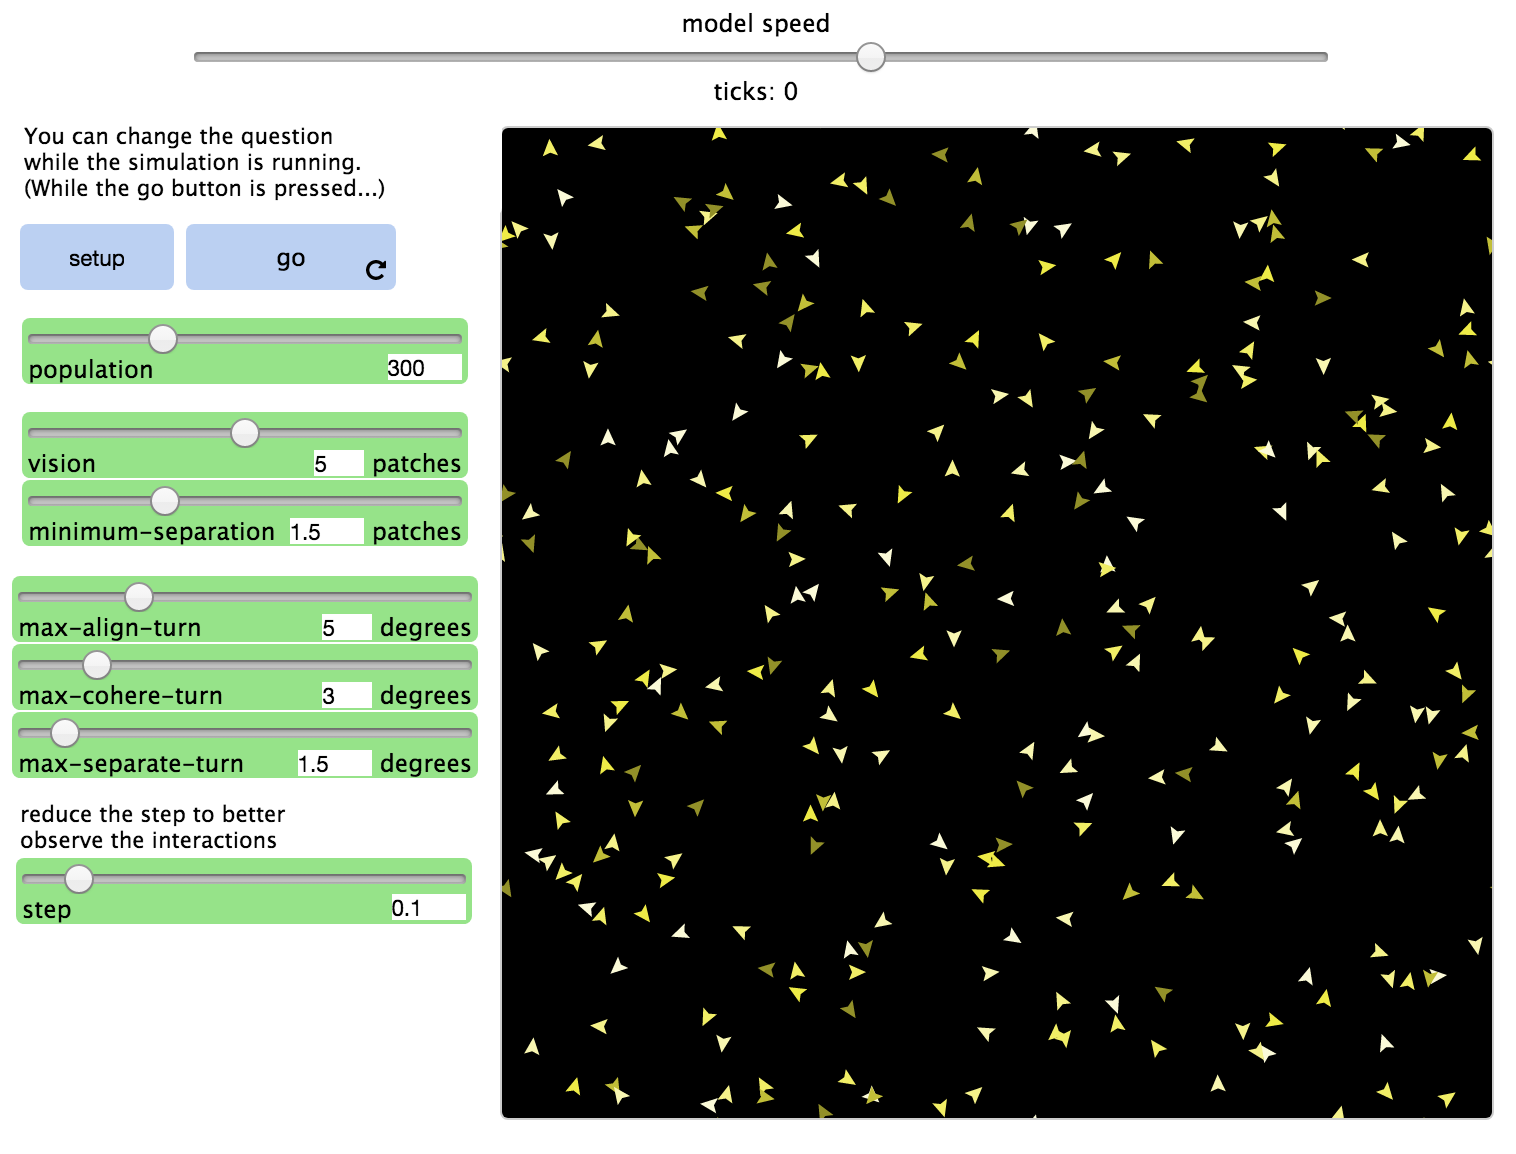 model speed
ticks: 0
You can change the question
while the simulation is running.
(While the go button is pressed...)
setup
go
population 300
vision 5 patches
minimum-separation 1.5 patches
max-align-turn 5 degrees
max-cohere-turn 3 degrees
max-separate-turn 1.5 degrees
reduce the step to better
observe the interactions
step 0.1